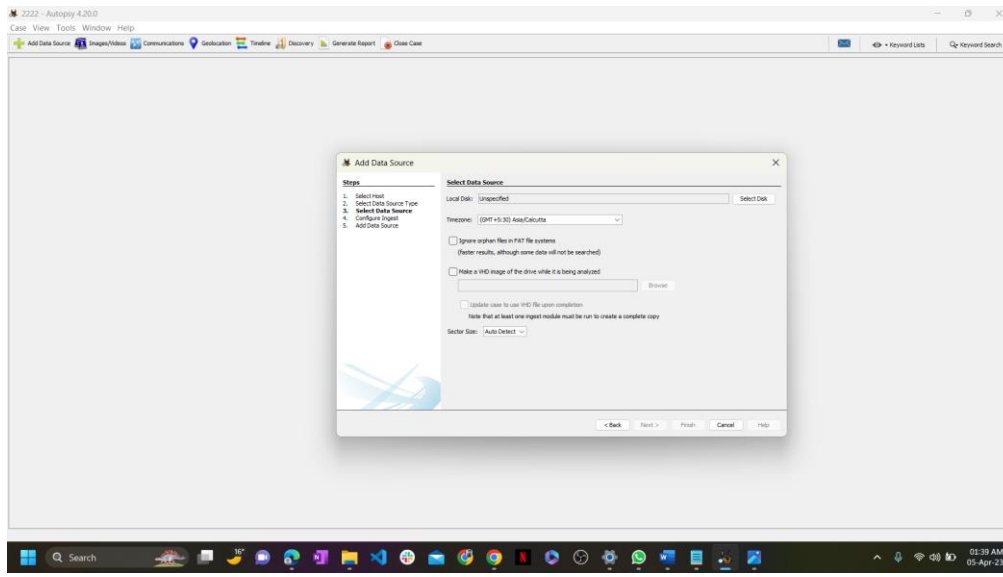 2222 - Autopsy 4.20.0
Case View Tools Window Help
Add Data Source Images/Videos Communications Geolocation Timeline Discovery Generate Report Close Case Keyword Lists Keyword Search
Add Data Source
Steps
1. Select Host
2. Select Data Source Type
3. Select Data Source
4. Configure Ingest
5. Add Data Source
Select Data Source
Local Disk: Unspecified Select Disk
Timezone: (GMT+5:30) Asia/Calcutta
Ignore orphan files in FAT file systems
(faster results, although some data will not be searched)
Make a VHD image of the drive while it is being analyzed
Browse
Update case to use VHD file upon completion
Note that at least one ingest module must be run to create a complete copy
Sector Size: Auto Detect
< Back Next > Finish Cancel Help
Search 16° 01:39 AM
05-Apr-23